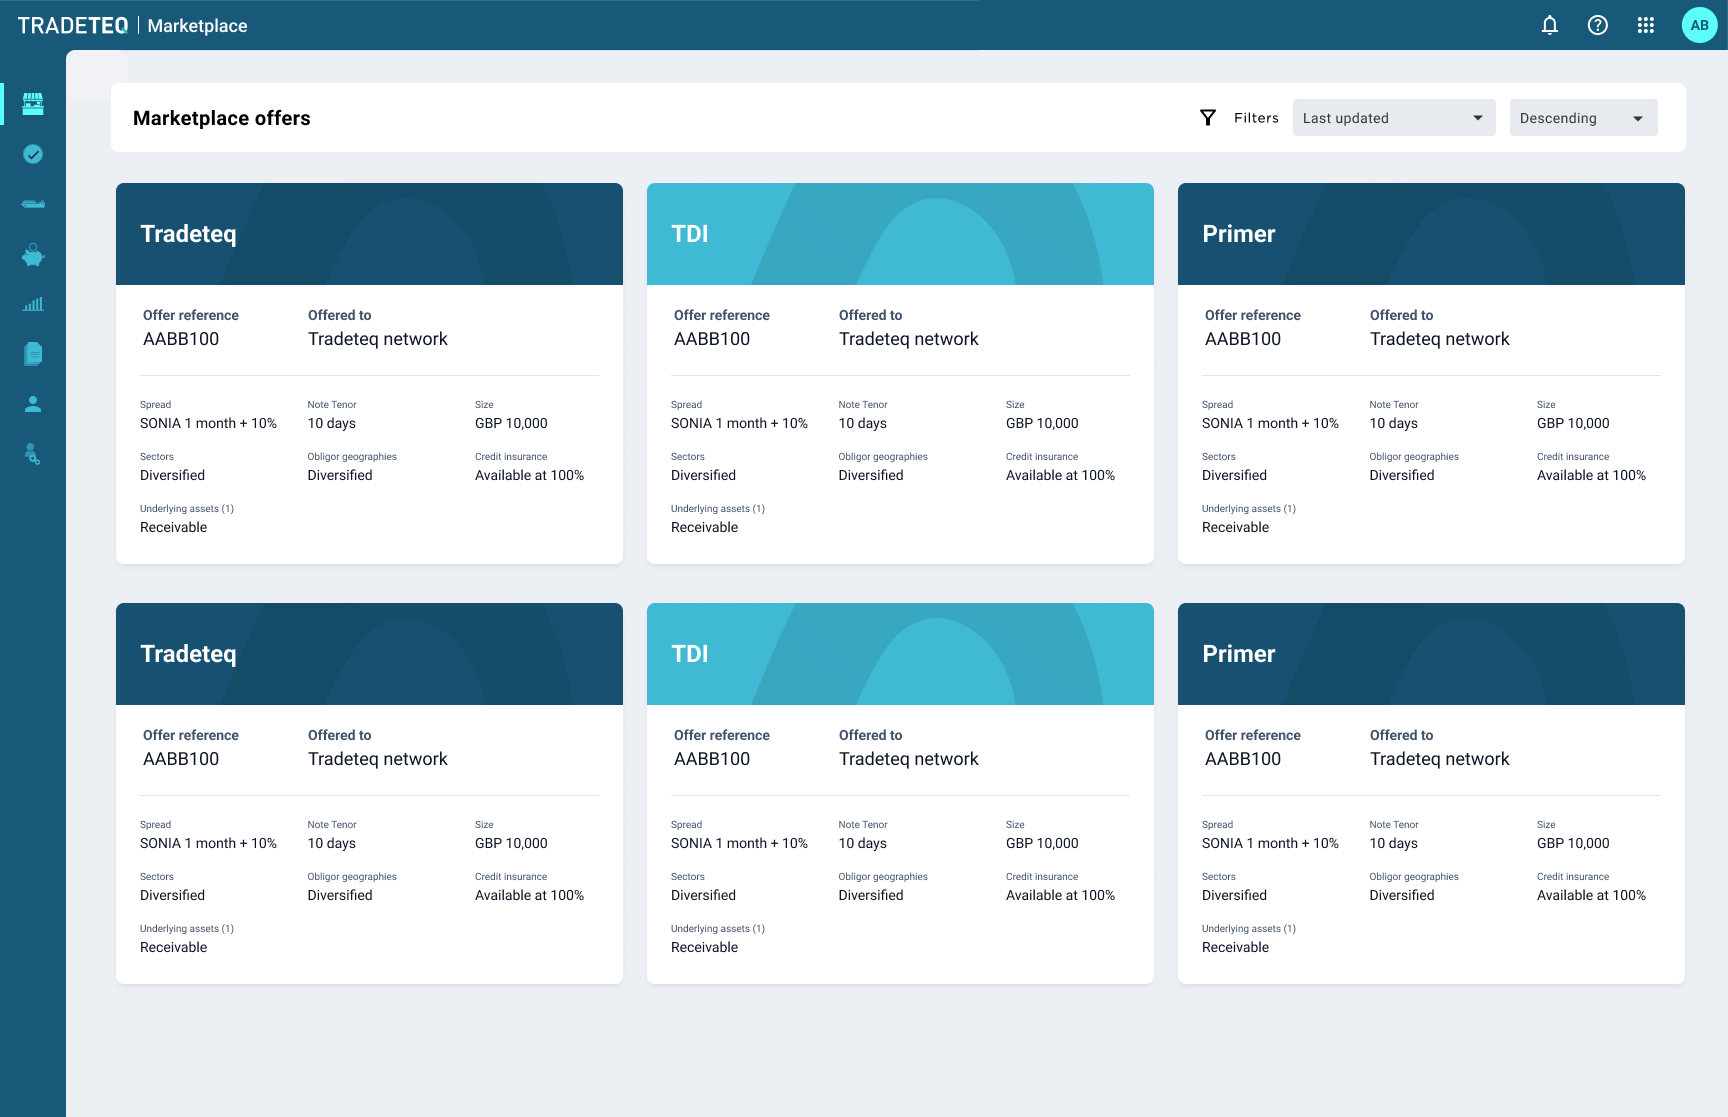 TRADETEQ | Marketplace
AB
Marketplace offers
Filters
Last updated
Descending
Tradeteq
Offer reference
Offered to
AABB100
Tradeteq network
Spread
Note Tenor
Size
SONIA 1 month + 10%
10 days
GBP 10,000
Sectors
Obligor geographies
Credit insurance
Diversified
Diversified
Available at 100%
Underlying assets (1)
Receivable
TDI
Offer reference
Offered to
AABB100
Tradeteq network
Spread
Note Tenor
Size
SONIA 1 month + 10%
10 days
GBP 10,000
Sectors
Obligor geographies
Credit insurance
Diversified
Diversified
Available at 100%
Underlying assets (1)
Receivable
Primer
Offer reference
Offered to
AABB100
Tradeteq network
Spread
Note Tenor
Size
SONIA 1 month + 10%
10 days
GBP 10,000
Sectors
Obligor geographies
Credit insurance
Diversified
Diversified
Available at 100%
Underlying assets (1)
Receivable
Tradeteq
Offer reference
Offered to
AABB100
Tradeteq network
Spread
Note Tenor
Size
SONIA 1 month + 10%
10 days
GBP 10,000
Sectors
Obligor geographies
Credit insurance
Diversified
Diversified
Available at 100%
Underlying assets (1)
Receivable
TDI
Offer reference
Offered to
AABB100
Tradeteq network
Spread
Note Tenor
Size
SONIA 1 month + 10%
10 days
GBP 10,000
Sectors
Obligor geographies
Credit insurance
Diversified
Diversified
Available at 100%
Underlying assets (1)
Receivable
Primer
Offer reference
Offered to
AABB100
Tradeteq network
Spread
Note Tenor
Size
SONIA 1 month + 10%
10 days
GBP 10,000
Sectors
Obligor geographies
Credit insurance
Diversified
Diversified
Available at 100%
Underlying assets (1)
Receivable